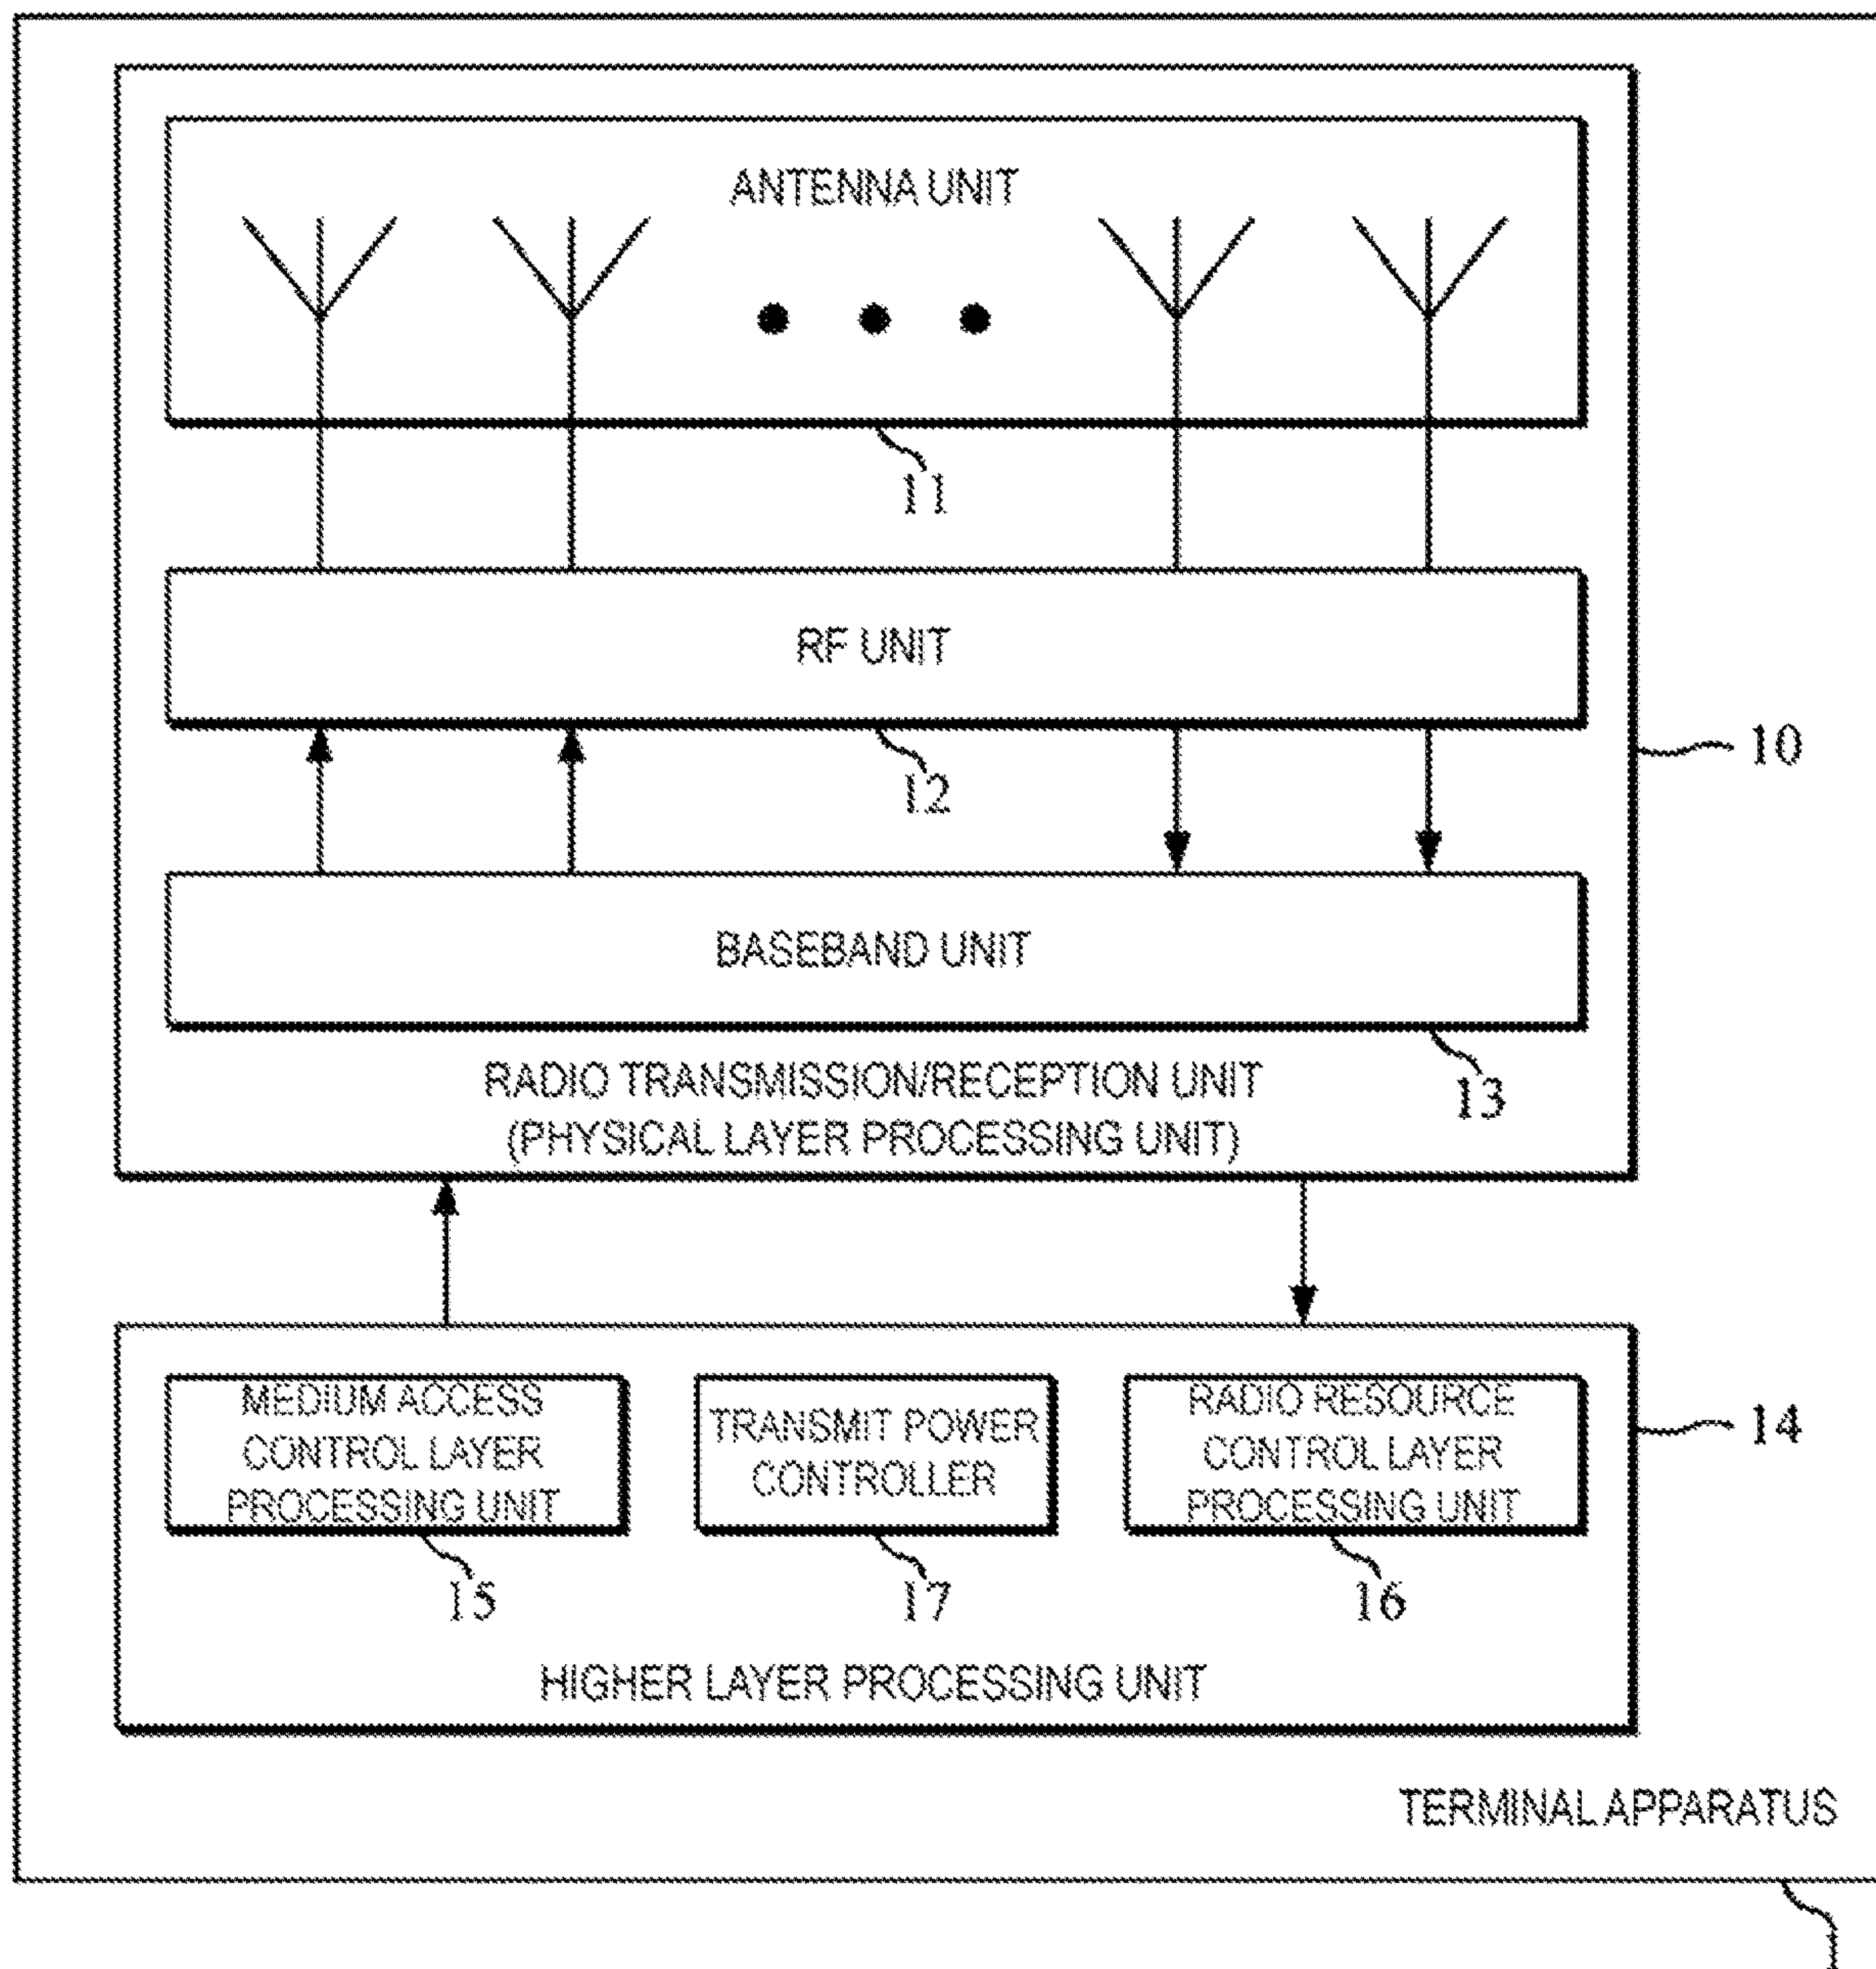 ANTENNA UNIT
11
RF UNIT
12
10
BASEBAND UNIT
13
RADIO TRANSMISSION/RECEPTION UNIT
(PHYSICAL LAYER PROCESSING UNIT)
MEDIUM ACCESS
CONTROL LAYER
PROCESSING UNIT
15
TRANSMIT POWER
CONTROLLER
17
RADIO RESOURCE
CONTROL LAYER
PROCESSING UNIT
16
14
HIGHER LAYER PROCESSING UNIT
TERMINAL APPARATUS